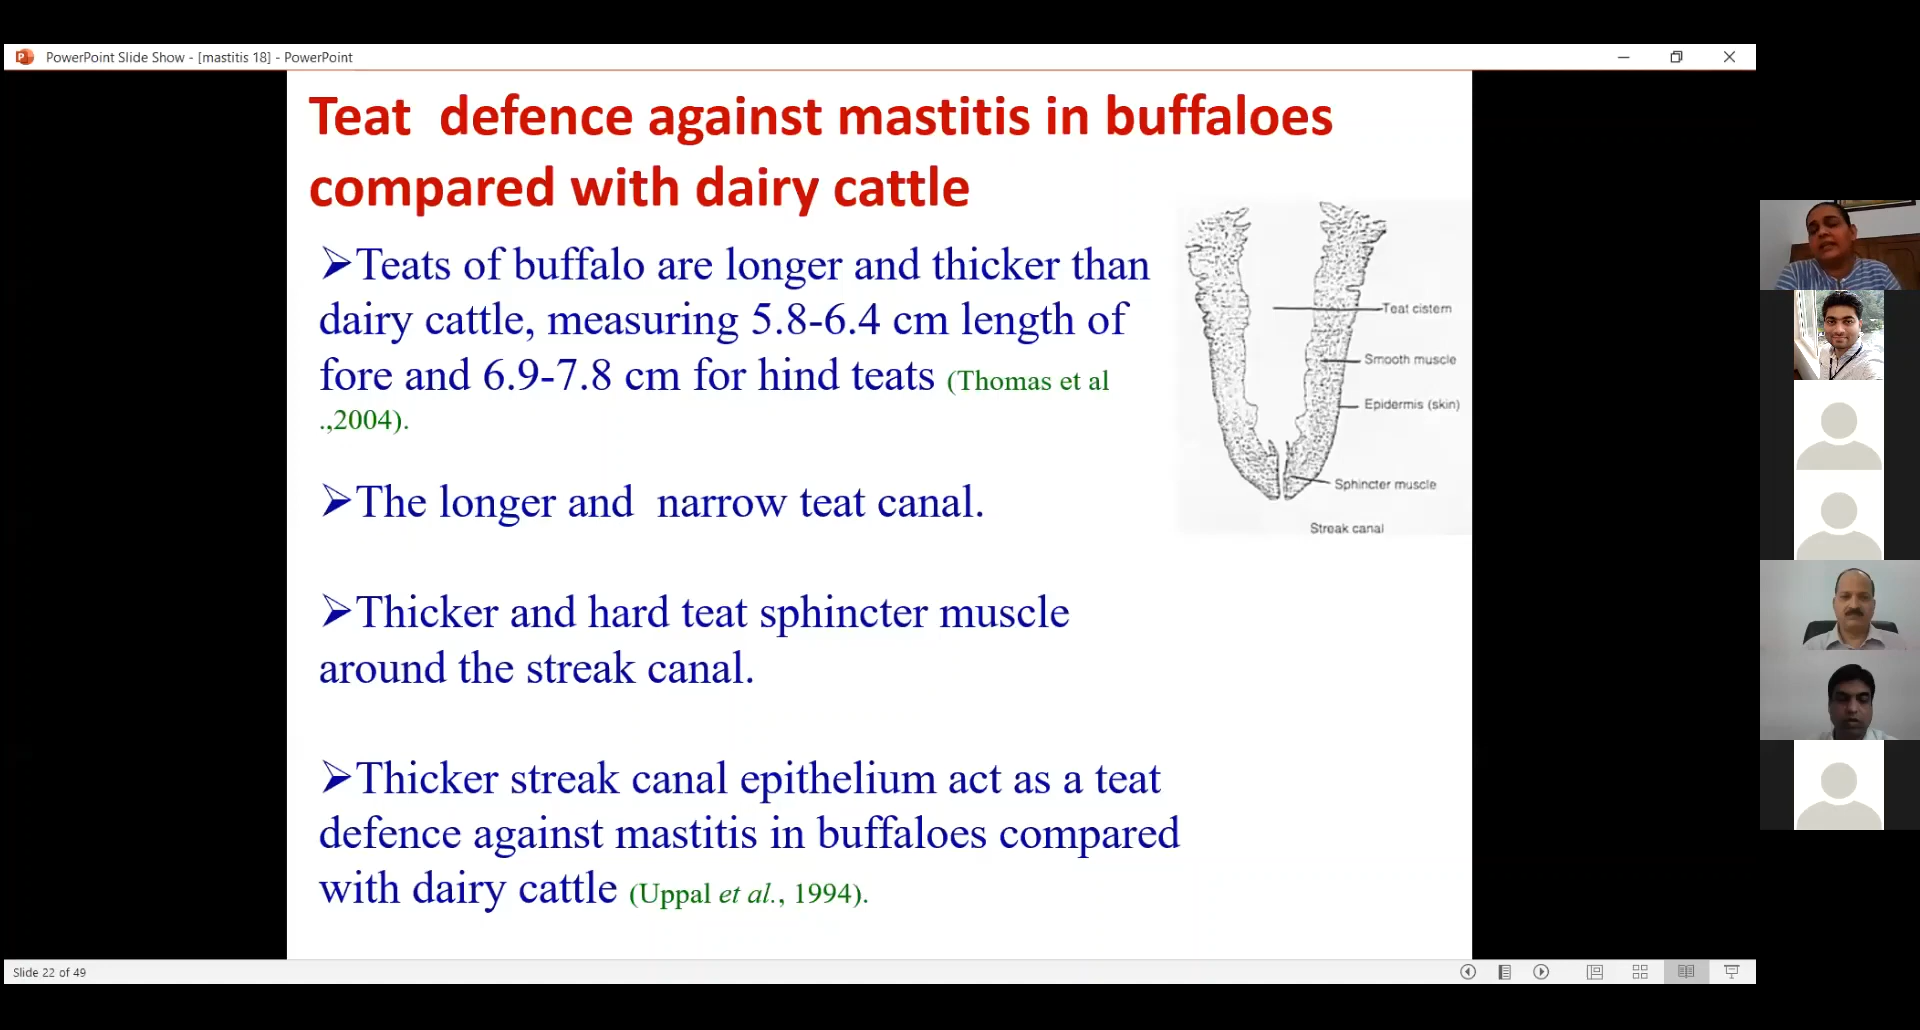 PowerPoint Slide Show - [mastitis 18] - PowerPoint
Teat defence against mastitis in buffaloes
compared with dairy cattle
➢Teats of buffalo are longer and thicker than
dairy cattle, measuring 5.8-6.4 cm length of
fore and 6.9-7.8 cm for hind teats (Thomas et al
.,2004).
➢The longer and narrow teat canal.
➢Thicker and hard teat sphincter muscle
around the streak canal.
➢Thicker streak canal epithelium act as a teat
defence against mastitis in buffaloes compared
with dairy cattle (Uppal et al., 1994).
Teat cistern
Smooth muscle
Epidermis (skin)
Sphincter muscle
Streak canal
Slide 22 of 49